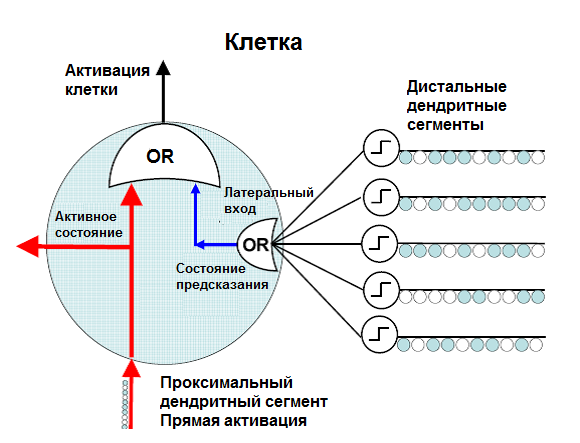 Клетка
Активация
клетки
Дистальные
дендритные
сегменты
OR
Латеральный
вход
Активное
состояние
OR
Состояние
предсказания
Проксимальный
дендритный сегмент
Прямая активация